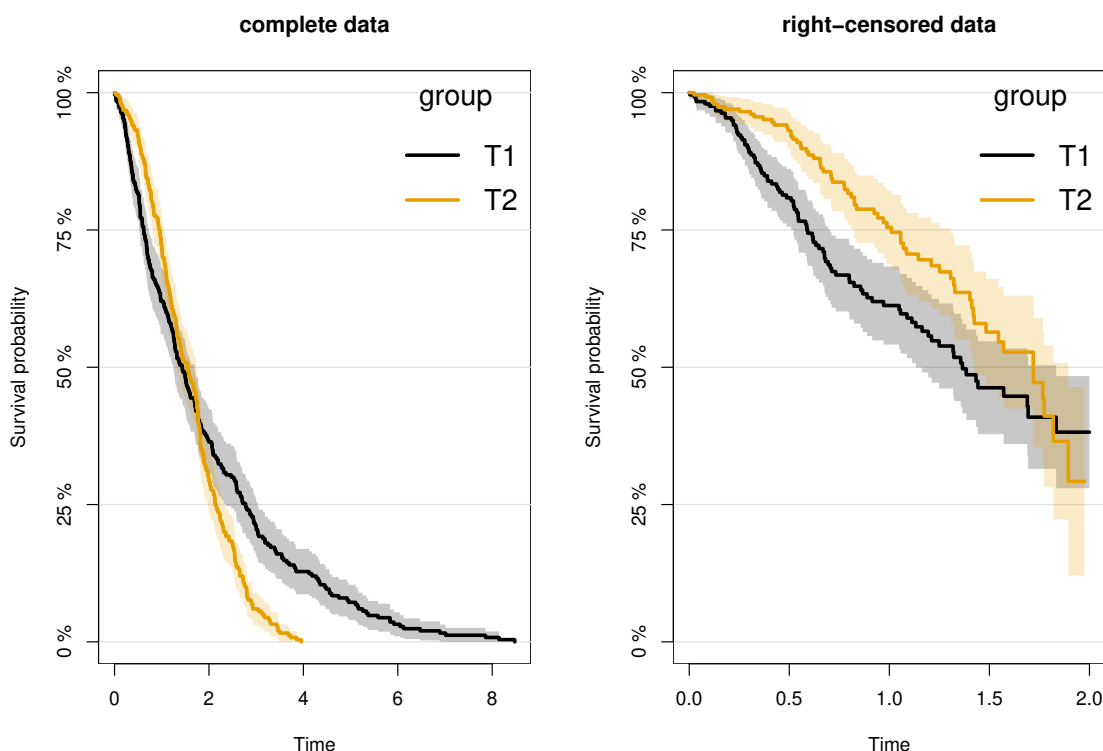 complete data
Survival probability
100 %
75 %
50 %
25 %
0 %
group
T1
T2
0
2
4
6
8
Time
right−censored data
Survival probability
100 %
75 %
50 %
25 %
0 %
group
T1
T2
0.0
0.5
1.0
1.5
2.0
Time